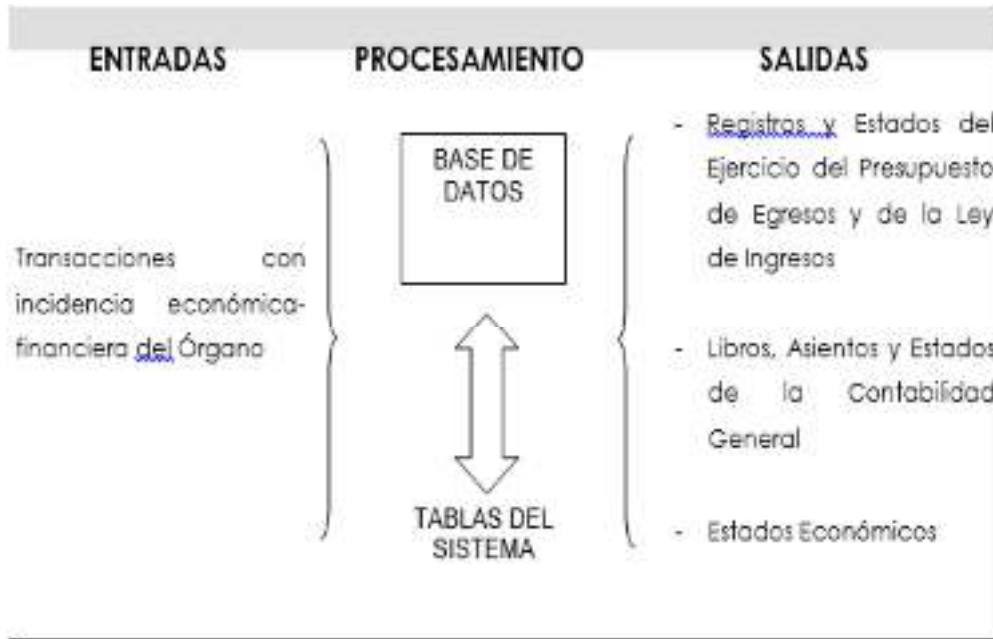 ENTRADAS
PROCESAMIENTO
SALIDAS
Transacciones con
incidencia económica-
financiera del Órgano
BASE DE
DATOS
TABLAS DEL
SISTEMA
- Registros y Estados del
Ejercicio del Presupuesto
de Egresos y de la Ley
de Ingresos
- Libros, Asientos y Estados
de la Contabilidad
General
- Estados Económicos